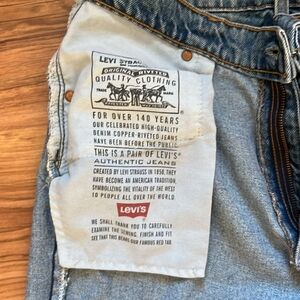 LEVI STRAUSS
ORIGINAL RIVETED
QUALITY CLOTHING
TRADE MARK
FOR OVER 140 YEARS
OUR CELEBRATED HIGH-QUALITY
DENIM COPPER-RIVETED JEANS
HAVE BEEN BEFORE THE PUBLIC
THIS IS A PAIR OF LEVI'S®
AUTHENTIC JEANS
CREATED BY LEVI STRAUSS IN 1850, THEY
HAVE BECOME AN AMERICAN TRADITION,
SYMBOLIZING THE VITALITY OF THE WEST
TO PEOPLE ALL OVER THE WORLD
Levi's
WE SHALL THANK YOU TO CAREFULLY
EXAMINE THE SEWING, FINISH AND FIT
SEE THAT THIS BEARS OUR FAMOUS RED TAB.